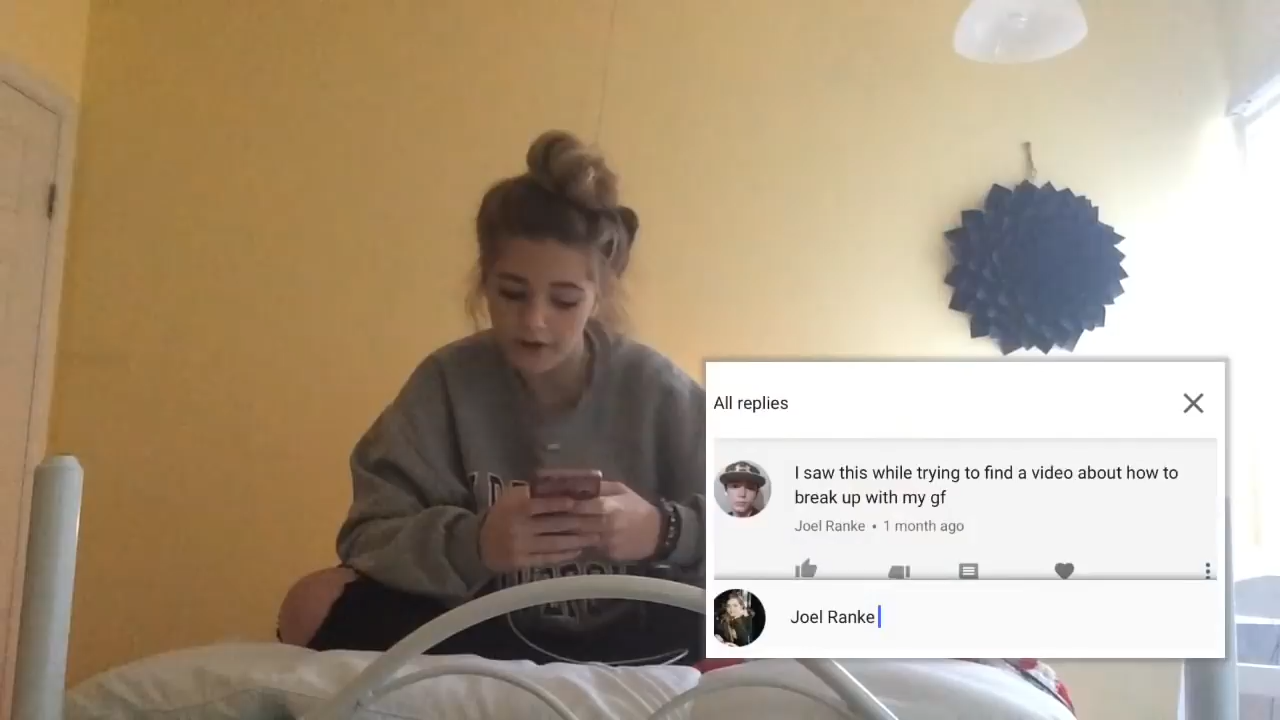 All replies
I saw this while trying to find a video about how to
break up with my gf
Joel Ranke • 1 month ago
Joel Ranke